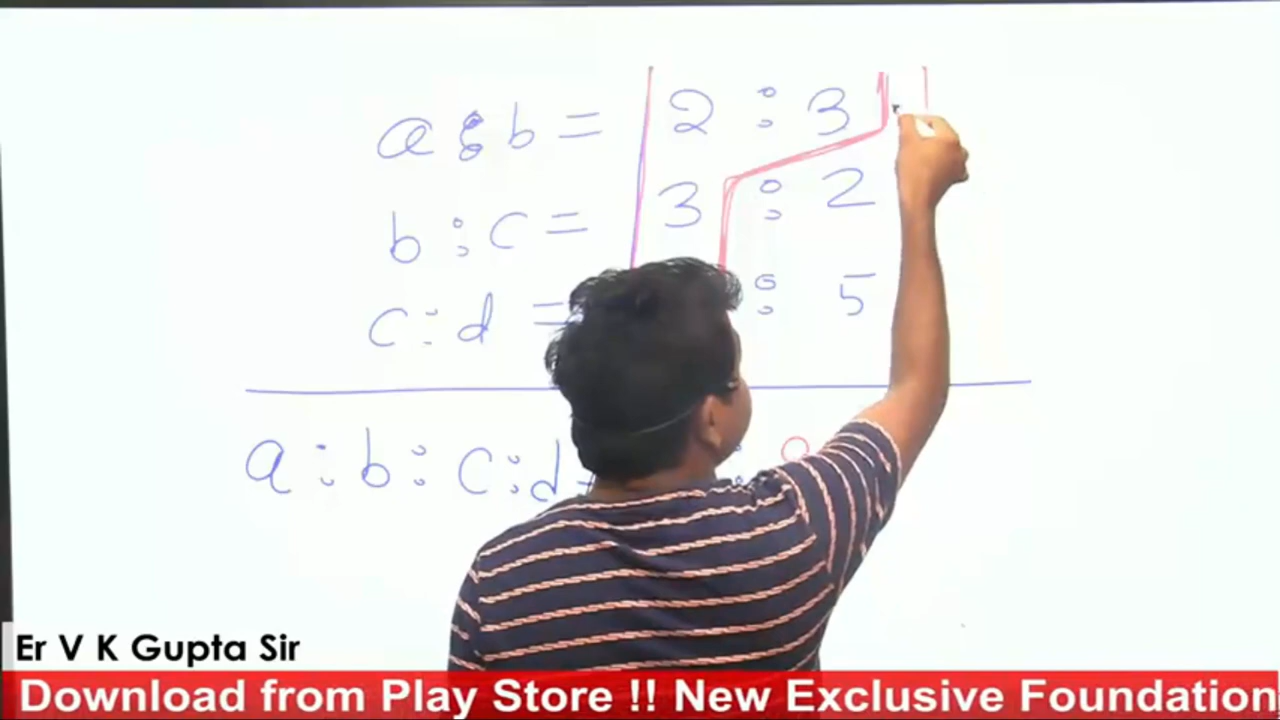 a : b = 2 : 3
b : c = 3 : 2
c : d = : 5
a : b : c : d
Er V K Gupta Sir
Download from Play Store !! New Exclusive Foundation